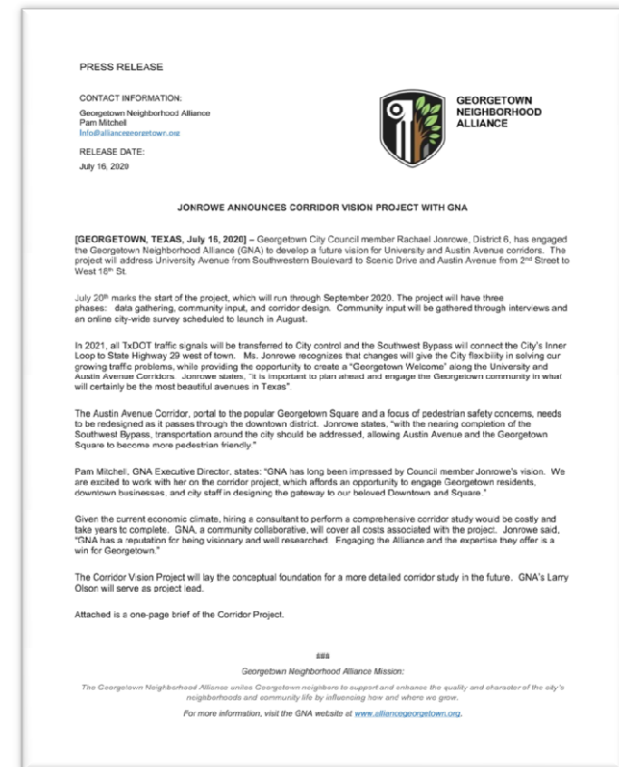 PRESS RELEASE
CONTACT INFORMATION:
Georgetown Neighborhood Alliance
Pam Mitchell
Info@alliancegeorgetown.org
RELEASE DATE:
July 16, 2020
GEORGETOWN
NEIGHBORHOOD
ALLIANCE
JONROWE ANNOUNCES CORRIDOR VISION PROJECT WITH GNA
[GEORGETOWN, TEXAS, July 16, 2020] – Georgetown City Council member Rachael Jonrowe, District 6, has engaged
the Georgetown Neighborhood Alliance (GNA) to develop a future vision for University and Austin Avenue corridors. The
project will address University Avenue from Southwestern Boulevard to Scenic Drive and Austin Avenue from 2nd Street to
West 18th St.
July 20th marks the start of the project, which will run through September 2020. The project will have three
phases: data gathering, community input, and corridor design. Community input will be gathered through interviews and
an online city-wide survey scheduled to launch in August.
In 2021, all TxDOT traffic signals will be transferred to City control and the Southwest Bypass will connect the City's Inner
Loop to State Highway 29 west of town. Ms. Jonrowe recognizes that changes will give the City flexibility in solving our
growing traffic problems, while providing the opportunity to create a "Georgetown Welcome" along the University and
Austin Avenue Corridors. Jonrowe states, "it is important to plan ahead and engage the Georgetown community in what
will certainly be the most beautiful avenues in Texas".
The Austin Avenue Corridor, portal to the popular Georgetown Square and a focus of pedestrian safety concerns, needs
to be redesigned as it passes through the downtown district. Jonrowe states, "with the nearing completion of the
Southwest Bypass, transportation around the city should be addressed, allowing Austin Avenue and the Georgetown
Square to become more pedestrian friendly."
Pam Mitchell, GNA Executive Director, states: "GNA has long been impressed by Council member Jonrowe's vision. We
are excited to work with her on the corridor project, which affords an opportunity to engage Georgetown residents,
downtown businesses, and city staff in designing the gateway to our beloved Downtown and Square."
Given the current economic climate, hiring a consultant to perform a comprehensive corridor study would be costly and
take years to complete. GNA, a community collaborative, will cover all costs associated with the project. Jonrowe said,
"GNA has a reputation for being visionary and well researched. Engaging the Alliance and the expertise they offer is a
win for Georgetown."
The Corridor Vision Project will lay the conceptual foundation for a more detailed corridor study in the future. GNA's Larry
Olson will serve as project lead.
Attached is a one-page brief of the Corridor Project.
###
Georgetown Neighborhood Alliance Mission:
The Georgetown Neighborhood Alliance unites Georgetown neighbors to support and enhance the quality and character of the city's
neighborhoods and community life by influencing how and where we grow.
For more information, visit the GNA website at www.alliancegeorgetown.org.